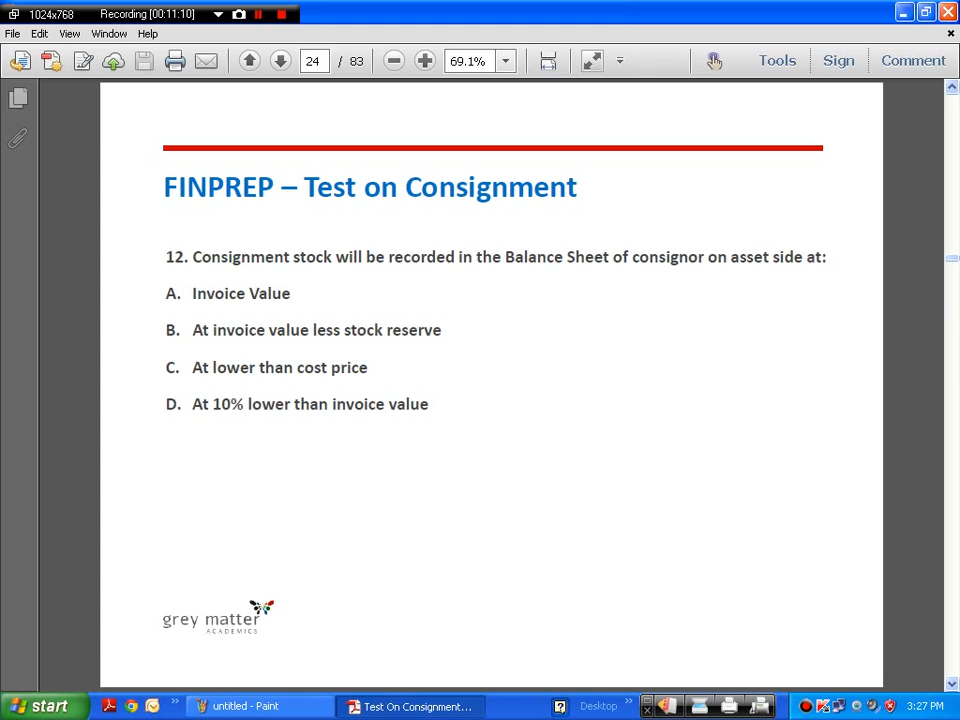 1024x768 Recording [00:11:10]
File Edit View Window Help
24 / 83 69.1% Tools Sign Comment
FINPREP – Test on Consignment
12. Consignment stock will be recorded in the Balance Sheet of consignor on asset side at:
A. Invoice Value
B. At invoice value less stock reserve
C. At lower than cost price
D. At 10% lower than invoice value
grey matter
ACADEMICS
start untitled - Paint Test On Consignment... Desktop 3:27 PM